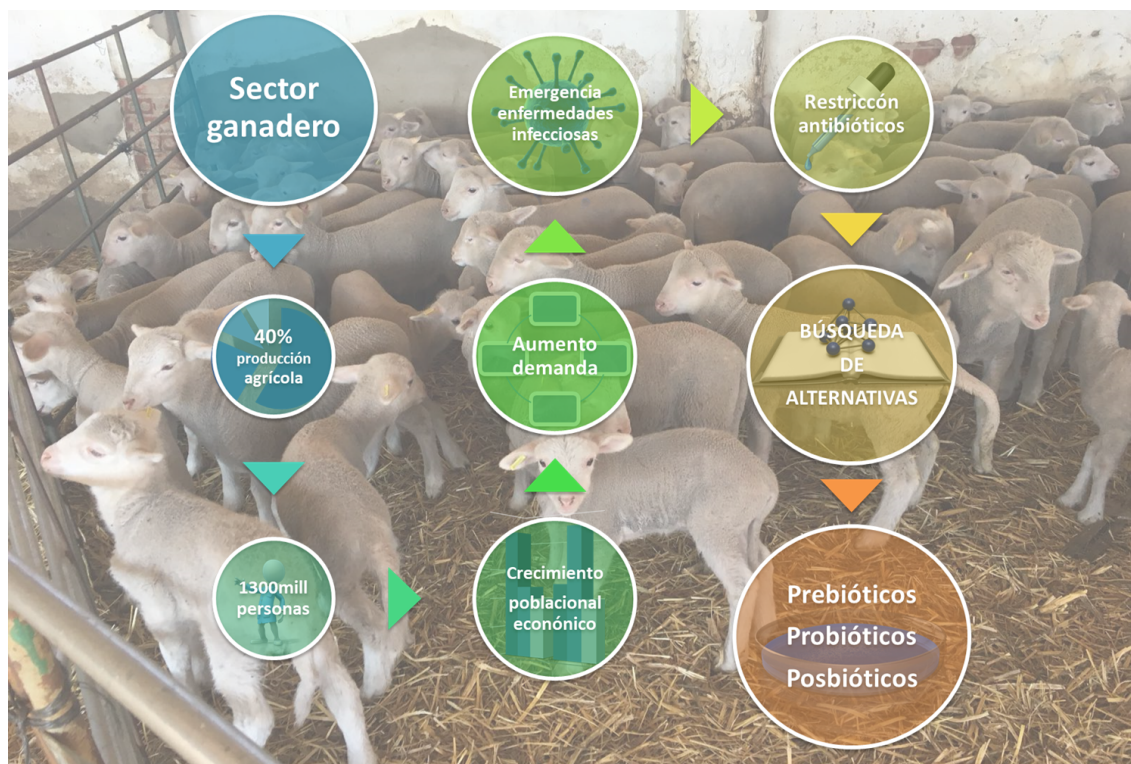 Sector
ganadero
40%
producción
agrícola
1300mill
personas
Crecimiento
poblacional
econónico
Aumento
demanda
Emergencia
enfermedades
infecciosas
Restriccón
antibióticos
BÚSQUEDA
DE
ALTERNATIVAS
Prebióticos
Probióticos
Posbióticos